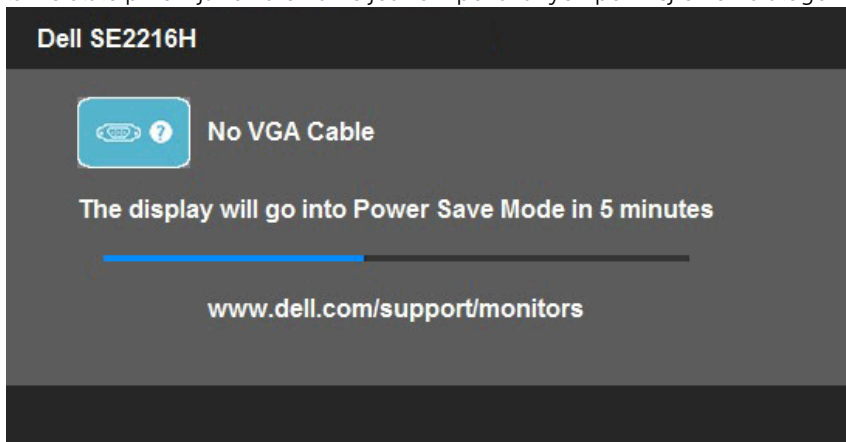 Dell SE2216H
No VGA Cable
The display will go into Power Save Mode in 5 minutes
www.dell.com/support/monitors